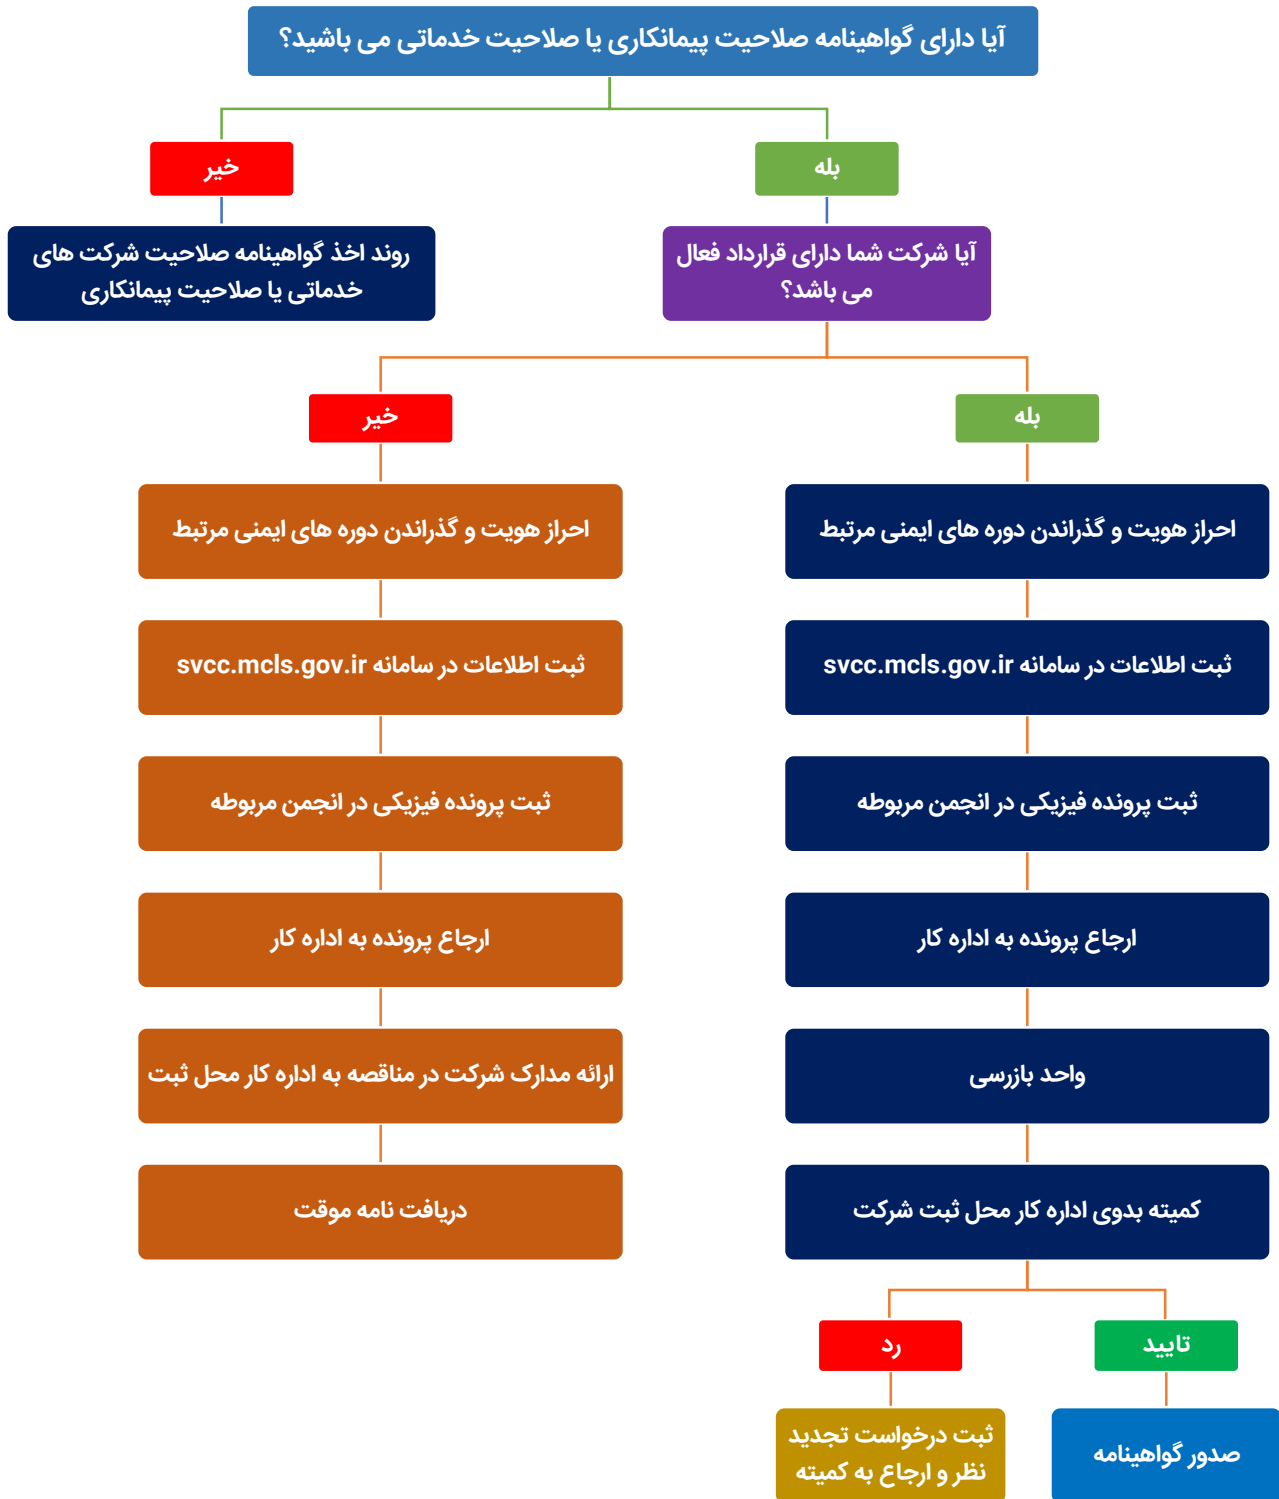 آیا دارای گواهینامه صلاحیت پیمانکاری یا صلاحیت خدماتی می باشید؟
بله
خیر
آیا شرکت شما دارای قرارداد فعال
می باشد؟
روند اخذ گواهینامه صلاحیت شرکت های
خدماتی یا صلاحیت پیمانکاری
بله
احراز هویت و گذراندن دوره های ایمنی مرتبط
ثبت اطلاعات در سامانه svcc.mcls.gov.ir
ثبت پرونده فیزیکی در انجمن مربوطه
ارجاع پرونده به اداره کار
واحد بازرسی
کمیته بدوی اداره کار محل ثبت شرکت
تایید
صدور گواهینامه
رد
ثبت درخواست تجدید
نظر و ارجاع به کمیته
خیر
احراز هویت و گذراندن دوره های ایمنی مرتبط
ثبت اطلاعات در سامانه svcc.mcls.gov.ir
ثبت پرونده فیزیکی در انجمن مربوطه
ارجاع پرونده به اداره کار
ارائه مدارک شرکت در مناقصه به اداره کار محل ثبت
دریافت نامه موقت